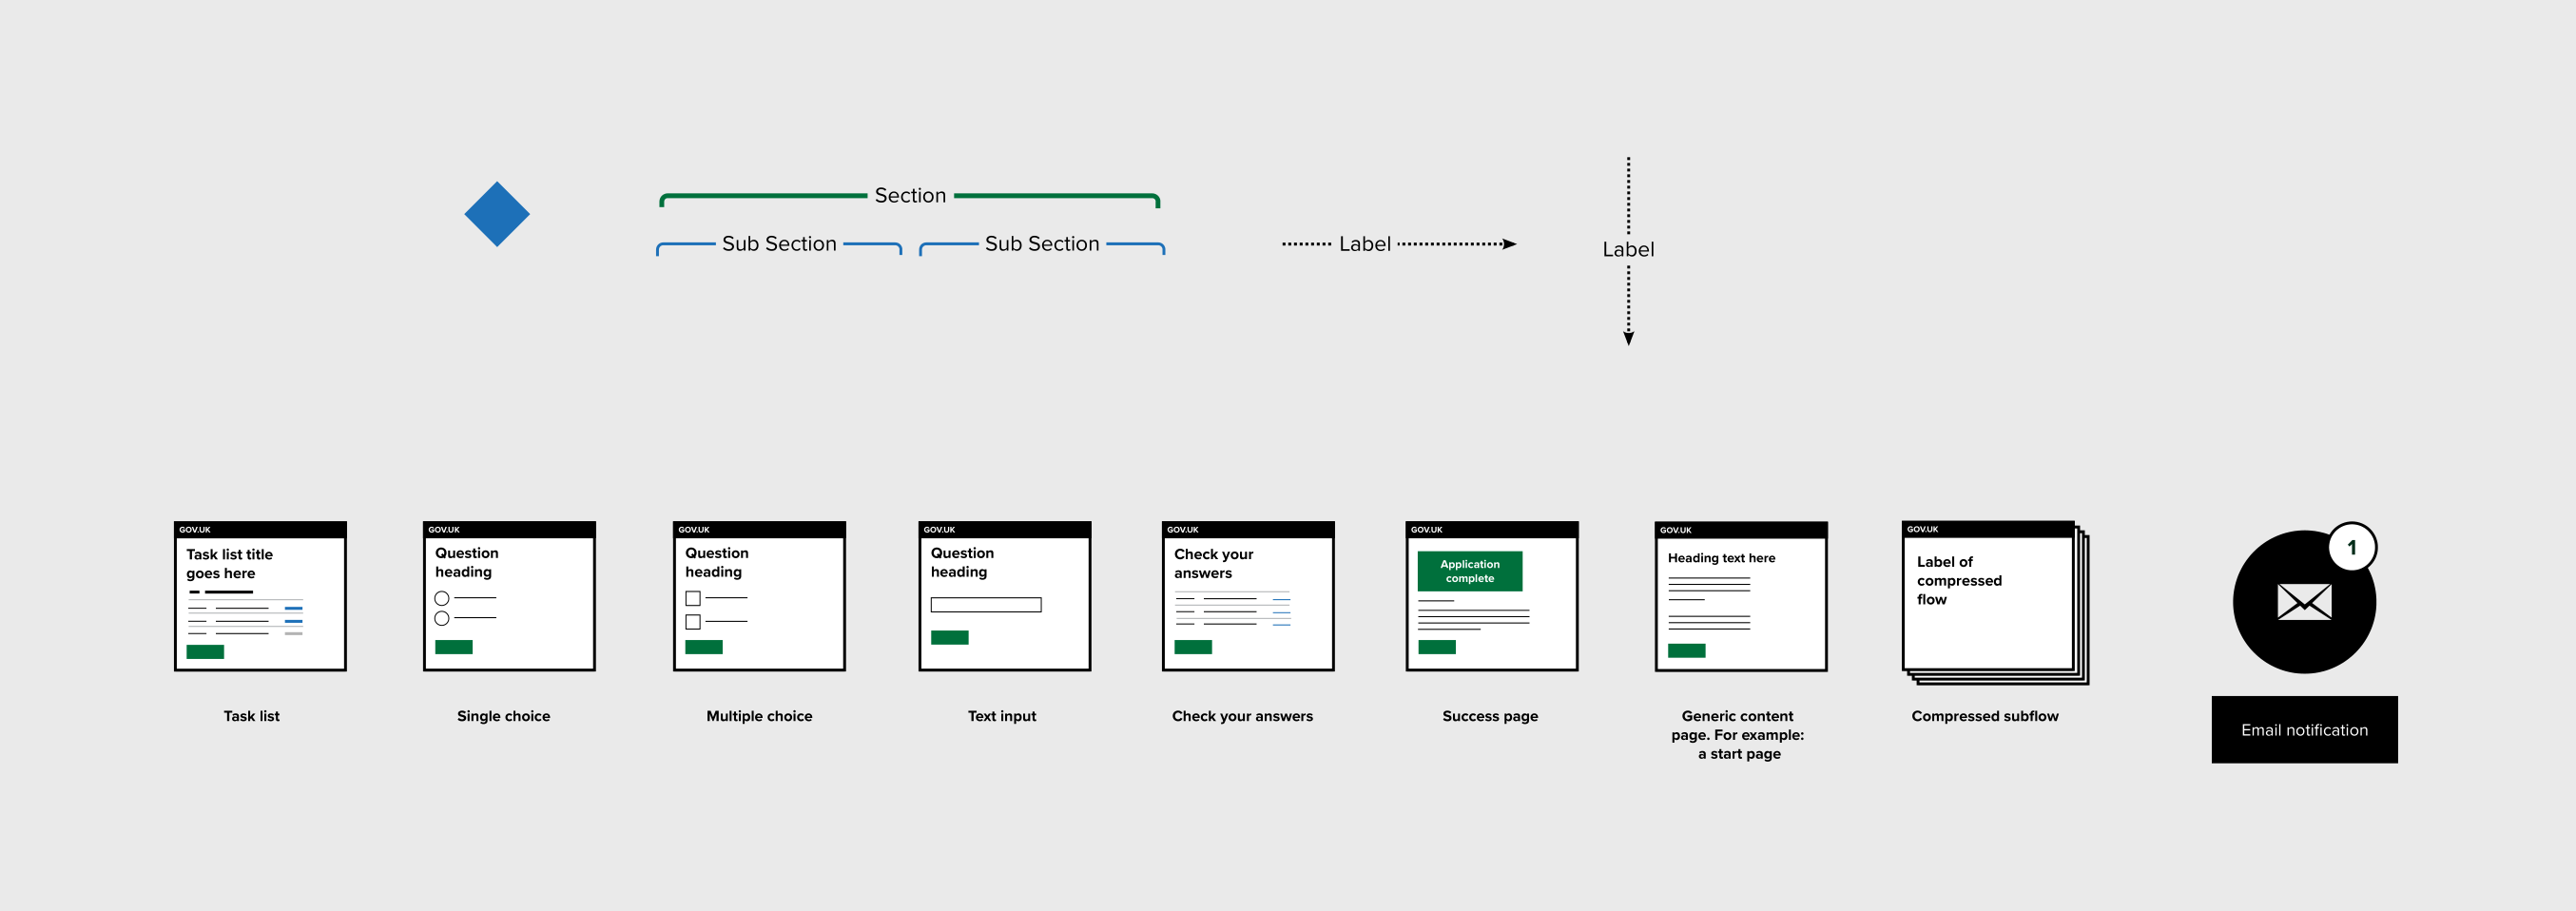 Section
Sub Section
Sub Section
Label
Label
GOV.UK
Task list title
goes here
Task list
GOV.UK
Question
heading
Single choice
GOV.UK
Question
heading
Multiple choice
GOV.UK
Question
heading
Text input
GOV.UK
Check your
answers
Check your answers
GOV.UK
Application
complete
Success page
GOV.UK
Heading text here
Generic content
page. For example:
a start page
GOV.UK
Label of
compressed
flow
Compressed subflow
1
Email notification